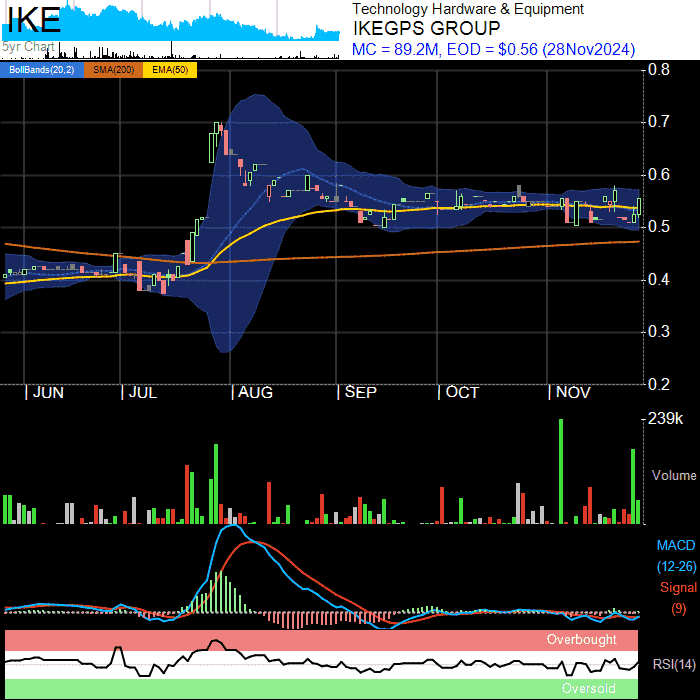 IKE
5yr Chart
Technology Hardware & Equipment
IKEGPS GROUP
MC = 89.2M, EOD = $0.56 (28Nov2024)
BollBands(20,2) SMA(200) EMA(50)
0.8
0.7
0.6
0.5
0.4
0.3
0.2
JUN JUL AUG SEP OCT NOV
239k
Volume
MACD
(12-26)
Signal
(9)
Overbought
RSI(14)
Oversold